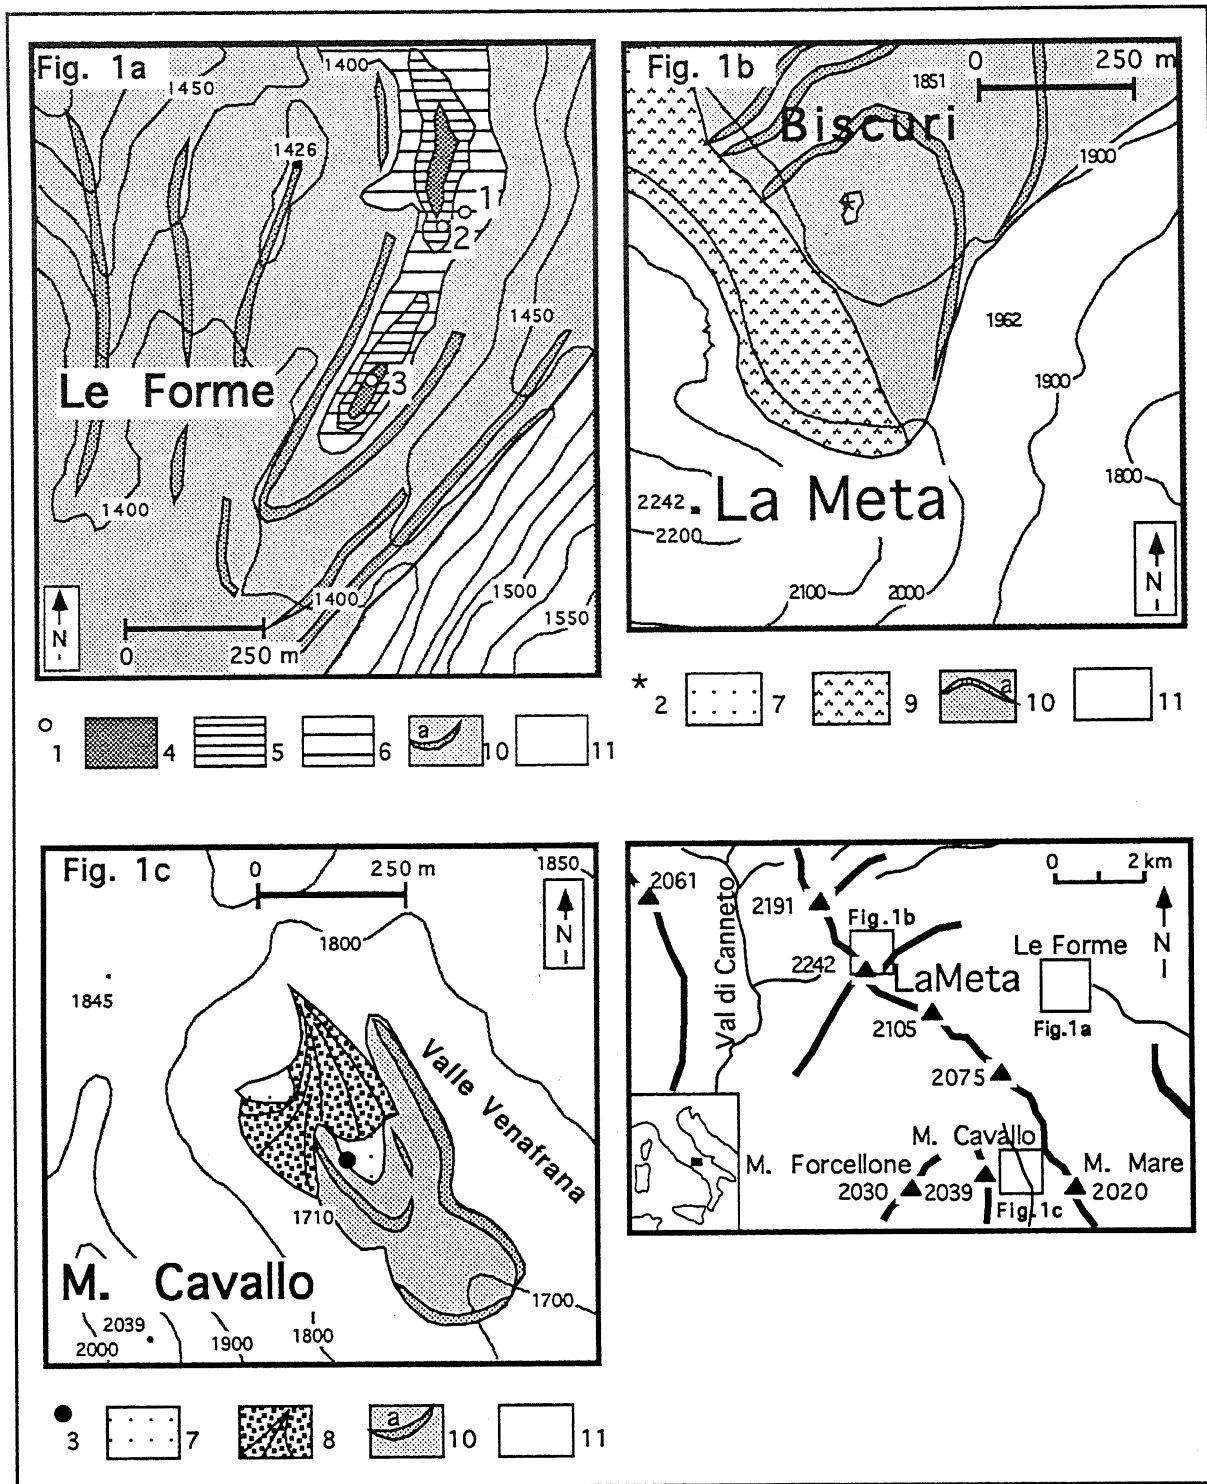 Fig. 1a
1400
1450
1426
1
2
1450
3
Le Forme
1400
1400
1500
1550
N
0 250 m
1 4 5 6 a 10 11
Fig. 1b
0 250 m
1851
Biscuri
*
1900
1962
1900
1800
2242
La Meta
2200
2100
2000
N
* 2 7 9 a 10 11
Fig. 1c
0 250 m
1850
N
1800
1845
Valle Venafrana
1710
M. Cavallo
1700
2039
2000
1900
1800
3 7 8 a 10 11
2061
0 2 km
2191
Fig.1b
Val di Canneto
N
Le Forme
2242
LaMeta
Fig.1a
2105
2075
M. Cavallo
M. Forcellone
M. Mare
2030
2039
2020
Fig.1c